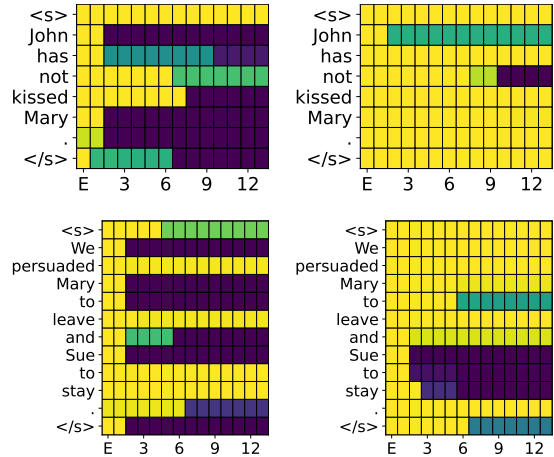 <s>
John
has
not
kissed
Mary
.
</s>
E 3 6 9 12
<s>
John
has
not
kissed
Mary
.
</s>
E 3 6 9 12
<s>
We
persuaded
Mary
to
leave
and
Sue
to
stay
.
</s>
E 3 6 9 12
<s>
We
persuaded
Mary
to
leave
and
Sue
to
stay
.
</s>
E 3 6 9 12